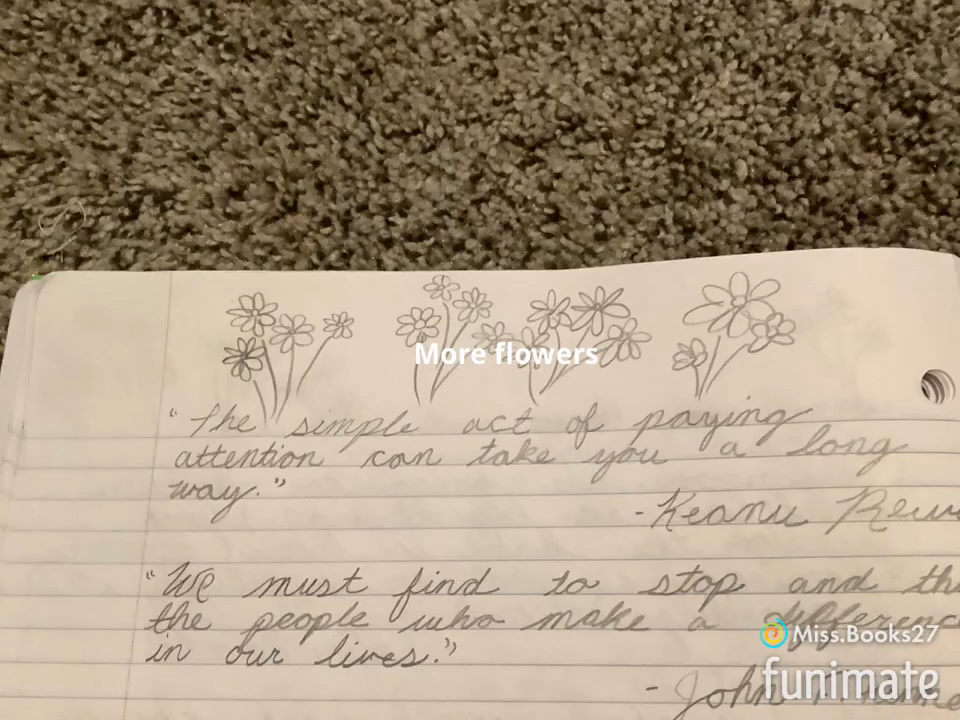 More flowers
"The simple act of paying
attention can take you a long
way."
-Keanu
"We must find to stop and
the people who make a
in our lives."
- John
Miss.Books27
funimate